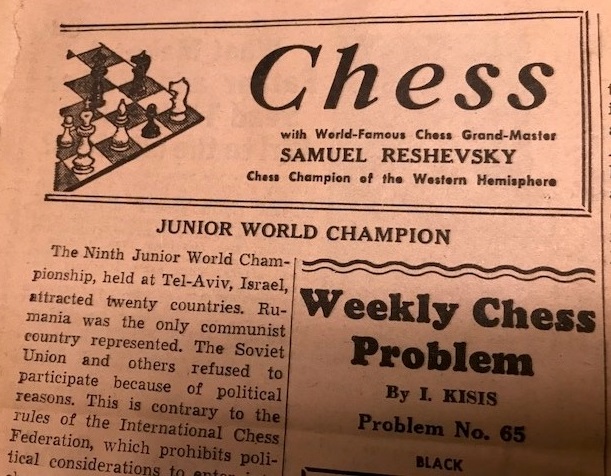 Chess
with World-Famous Chess Grand-Master
SAMUEL RESHEVSKY
Chess Champion of the Western Hemisphere
JUNIOR WORLD CHAMPION
The Ninth Junior World Cham-
pionship, held at Tel-Aviv, Israel,
attracted twenty countries. Ru-
mania was the only communist
country represented. The Soviet
Union and others refused to
participate because of political
reasons. This is contrary to the
rules of the International Chess
Federation, which prohibits poli-
tical considerations to enter
Weekly Chess
Problem
By I. KISIS
Problem No. 65
BLACK